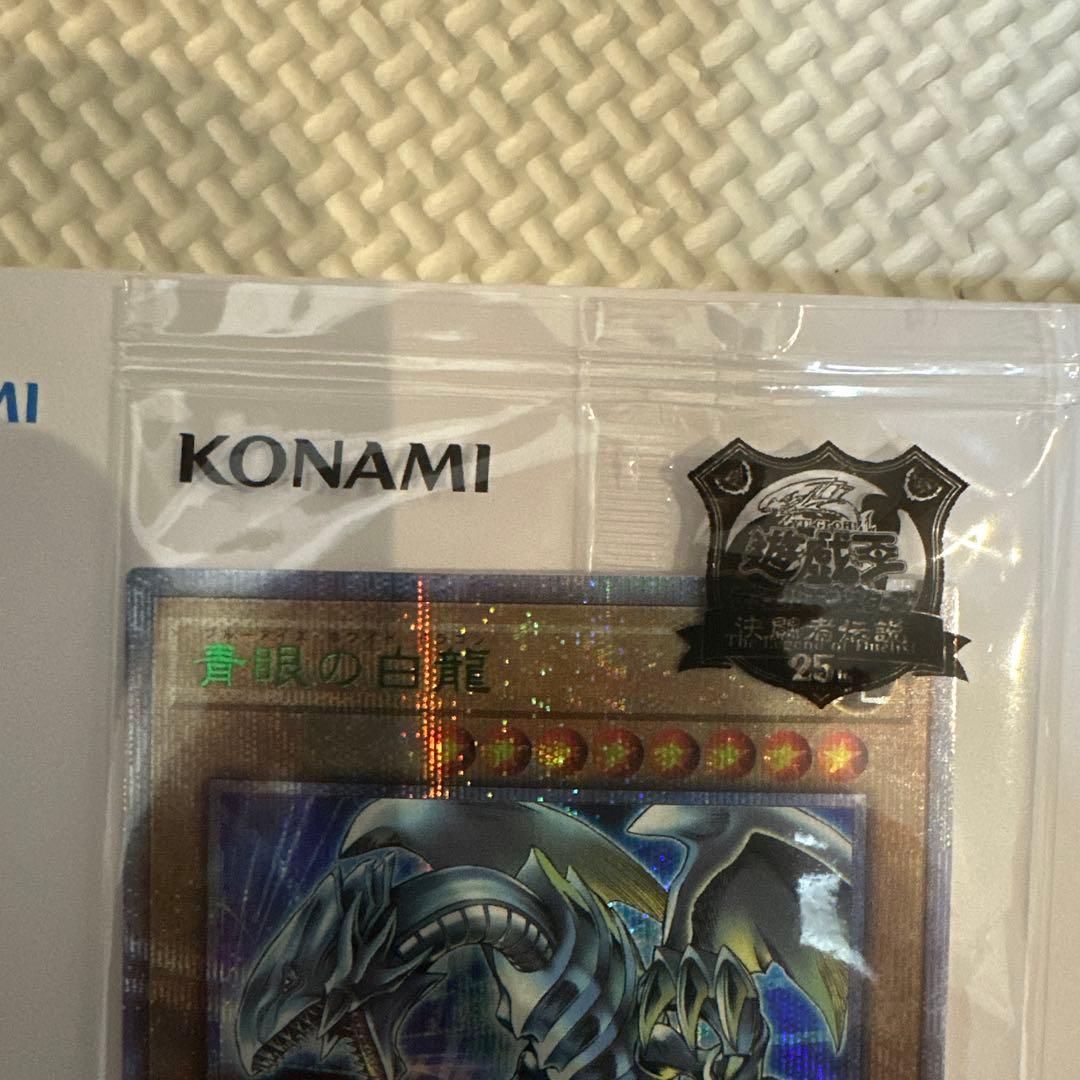 MI
KONAMI
遊戯王
決闘者伝説
The Legend of Duelist
25th
ブルーアイズ・ホワイト・ドラゴン
青眼の白龍